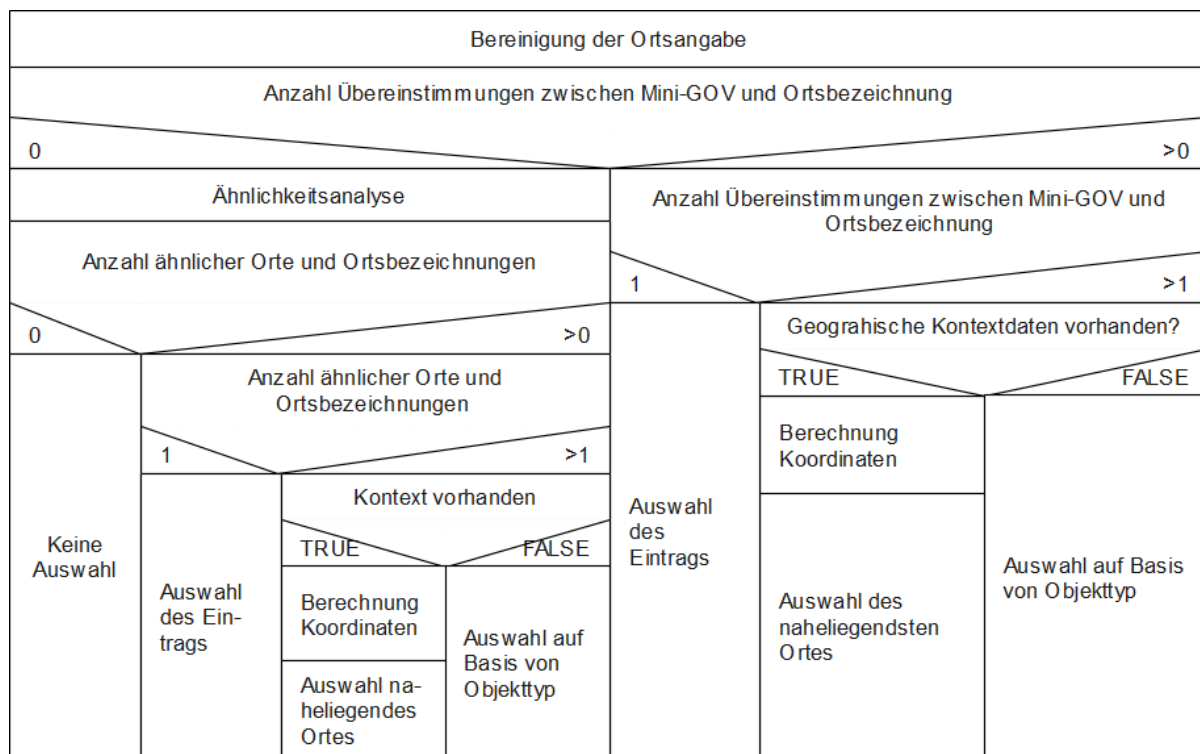 Bereinigung der Ortsangabe
Anzahl Übereinstimmungen zwischen Mini-GOV und Ortsbezeichnung
0
>0
Ähnlichkeitsanalyse
Anzahl ähnlicher Orte und Ortsbezeichnungen
0
>0
Keine
Auswahl
Anzahl ähnlicher Orte und
Ortsbezeichnungen
1
>1
Auswahl
des Ein-
trags
Kontext vorhanden
TRUE
FALSE
Berechnung
Koordinaten
Auswahl na-
heliegendes
Ortes
Auswahl auf
Basis von
Objekttyp
Anzahl Übereinstimmungen zwischen Mini-GOV und
Ortsbezeichnung
1
>1
Auswahl
des
Eintrags
Geograhische Kontextdaten vorhanden?
TRUE
FALSE
Berechnung
Koordinaten
Auswahl des
naheliegendsten
Ortes
Auswahl auf Basis
von Objekttyp